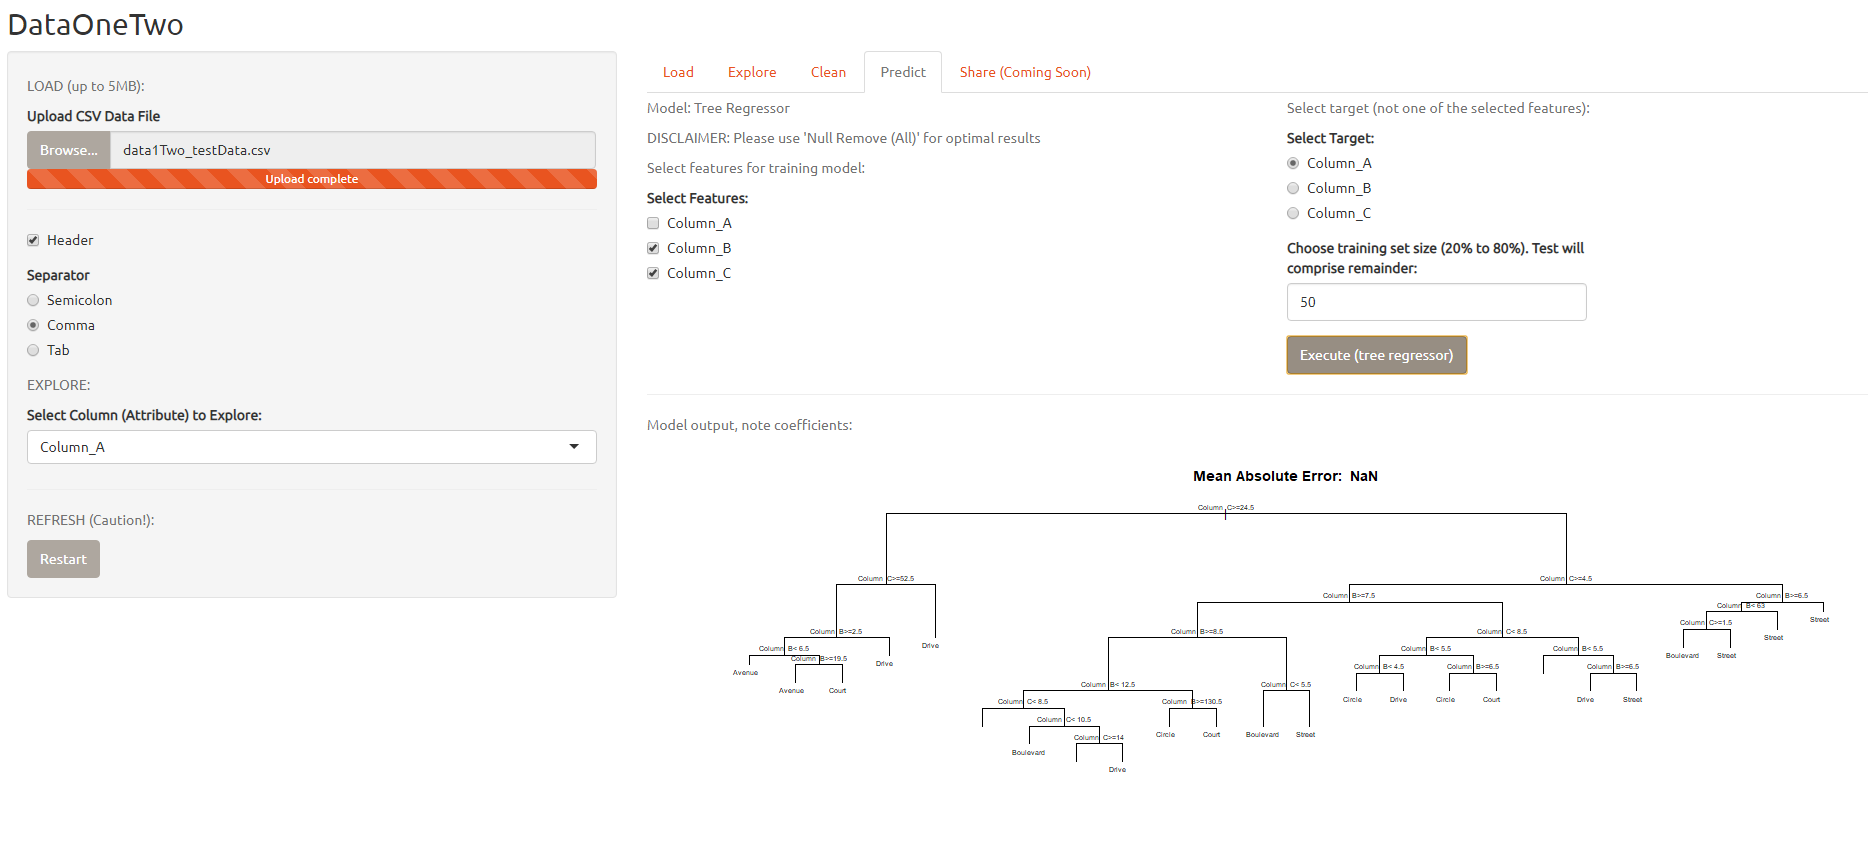 DataOneTwo
LOAD (up to 5MB):
Upload CSV Data File
Browse... data1Two_testData.csv
Upload complete
Header
Separator
Semicolon
Comma
Tab
EXPLORE:
Select Column (Attribute) to Explore:
Column_A
REFRESH (Caution!):
Restart
Load Explore Clean Predict Share (Coming Soon)
Model: Tree Regressor
DISCLAIMER: Please use 'Null Remove (All)' for optimal results
Select features for training model:
Select Features:
Column_A
Column_B
Column_C
Select target (not one of the selected features):
Select Target:
Column_A
Column_B
Column_C
Choose training set size (20% to 80%). Test will
comprise remainder:
50
Execute (tree regressor)
Model output, note coefficients:
Mean Absolute Error: NaN
Column_C>=24.5
Column_C>=52.5 Column_C>=4.5
Column_B>=7.5 Column_B>=6.5
Column_B< 63
Street
Column_C>=1.5
Column_B>=2.5 Column_B>=8.5 Column_C< 8.5 Street
Drive
Column_B< 6.5 Column_B< 5.5 Column_B< 5.5 Boulevard Street
Column_B>=19.5 Drive
Avenue Column_B< 4.5 Column_B>=6.5 Column_B>=6.5
Avenue Court Column_B< 12.5 Column_C< 5.5
Circle Drive Circle Court Drive Street
Column_C< 8.5 Column_B>=130.5
Column_C< 10.5
Circle Court Boulevard Street
Column_C>=14
Boulevard
Drive